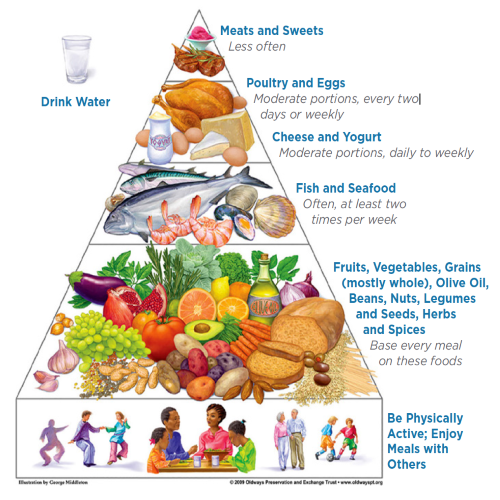 Meats and Sweets
Less often
Drink Water
Poultry and Eggs
Moderate portions, every two
days or weekly
Cheese and Yogurt
Moderate portions, daily to weekly
Fish and Seafood
Often, at least two
times per week
Fruits, Vegetables, Grains
(mostly whole), Olive Oil,
Beans, Nuts, Legumes
and Seeds, Herbs
and Spices
Base every meal
on these foods
Be Physically
Active; Enjoy
Meals with
Others
Illustration by George Middleton
© 2009 Oldways Preservation and Exchange Trust • www.oldwayspt.org